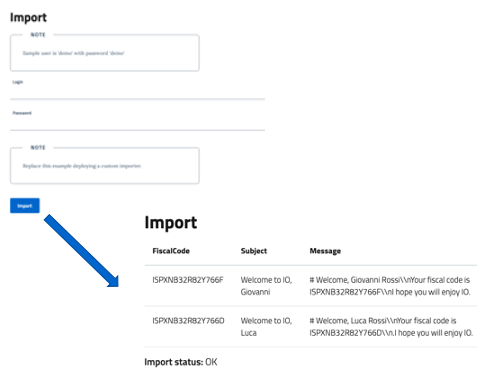 Import
NOTE
Sample user is 'demo' with password 'demo'
Login
Password
NOTE
Replace this example deploying a custom importer.
Import
Import
FiscalCode Subject Message
ISPXNB32R82Y766F Welcome to IO, # Welcome, Giovanni Rossi\\nYour fiscal code is
Giovanni ISPXNB32R82Y766F\\nI hope you will enjoy IO.
ISPXNB32R82Y766D Welcome to IO, # Welcome, Luca Rossi\\nYour fiscal code is
Luca ISPXNB32R82Y766D\\n.I hope you will enjoy IO.
Import status: OK